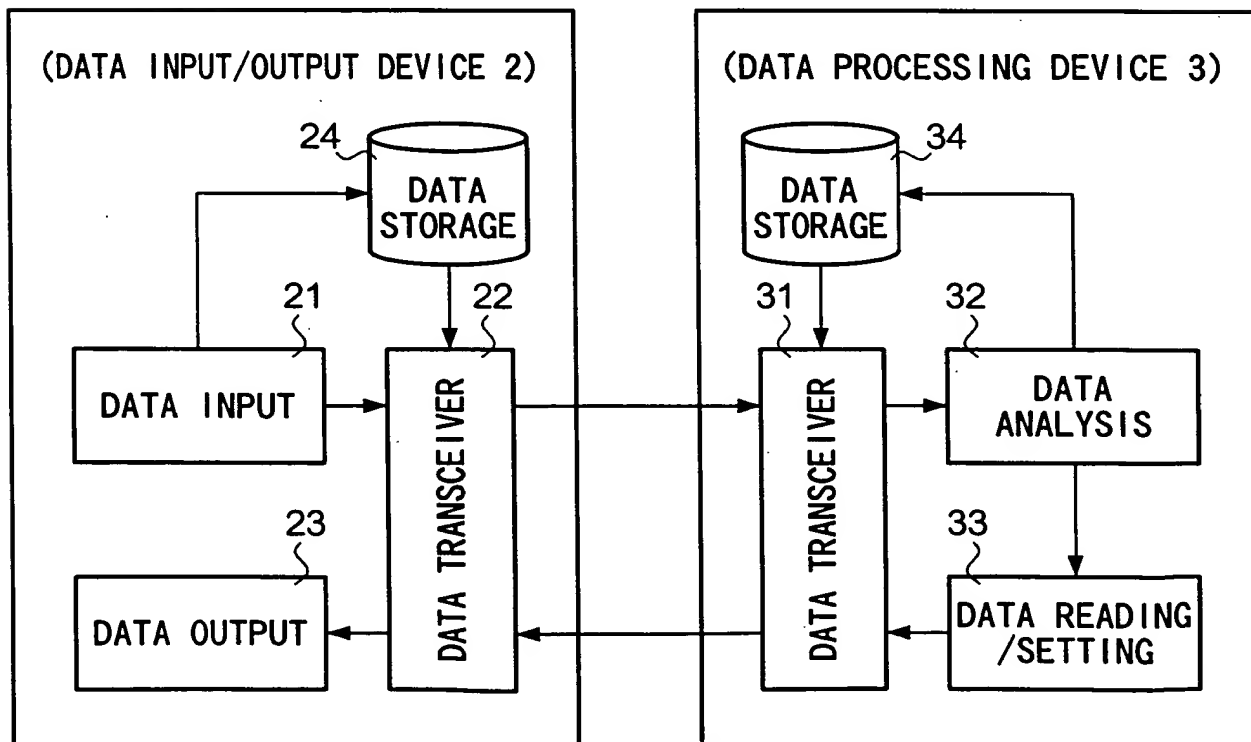 (DATA INPUT/OUTPUT DEVICE 2)
24
DATA
STORAGE
21
DATA INPUT
22
DATA TRANSCEIVER
23
DATA OUTPUT
(DATA PROCESSING DEVICE 3)
34
DATA
STORAGE
31
DATA TRANSCEIVER
32
DATA
ANALYSIS
33
DATA READING
/SETTING